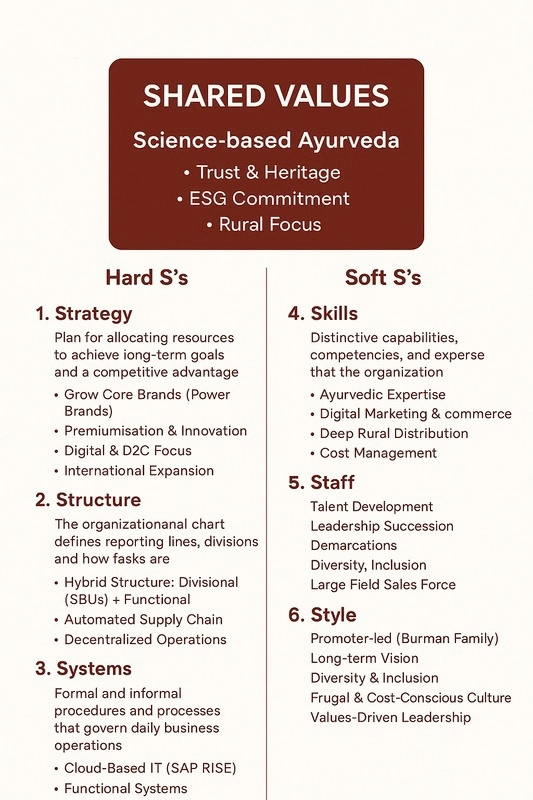 SHARED VALUES
Science-based Ayurveda
• Trust & Heritage
• ESG Commitment
• Rural Focus
Hard S's
1. Strategy
Plan for allocating resources
to achieve iong-term goals
and a competitive advantage
• Grow Core Brands (Power
Brands)
• Premiumisation & Innovation
• Digital & D2C Focus
• International Expansion
2. Structure
The organizationanal chart
defines reporting lines, divisions
and how fasks are
• Hybrid Structure: Divisional
(SBUs) + Functional
• Automated Supply Chain
• Decentralized Operations
3. Systems
Formal and informal
procedures and processes
that govern daily business
operations
• Cloud-Based IT (SAP RISE)
• Functional Systems
Soft S's
4. Skills
Distinctive capabilities,
competencies, and experse
that the organization
• Ayurvedic Expertise
• Digital Marketing & commerce
• Deep Rural Distribution
• Cost Management
5. Staff
Talent Development
Leadership Succession
Demarcations
Diversity, Inclusion
Large Field Sales Force
6. Style
Promoter-led (Burman Family)
Long-term Vision
Diversity & Inclusion
Frugal & Cost-Conscious Culture
Values-Driven Leadership